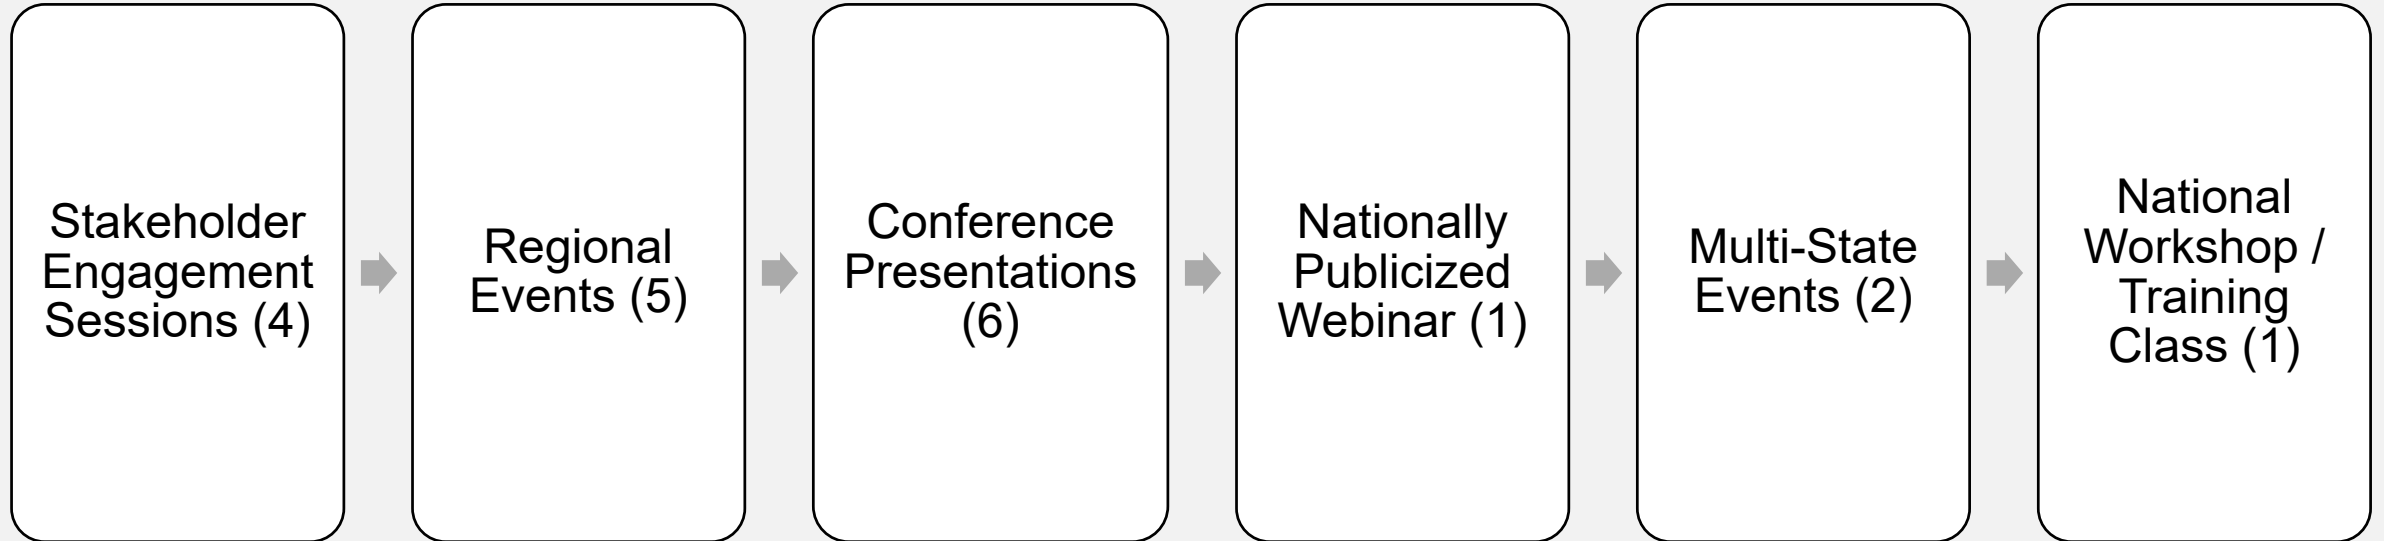 Stakeholder
Engagement
Sessions (4)
Regional
Events (5)
Conference
Presentations
(6)
Nationally
Publicized
Webinar (1)
Multi-State
Events (2)
National
Workshop /
Training
Class (1)